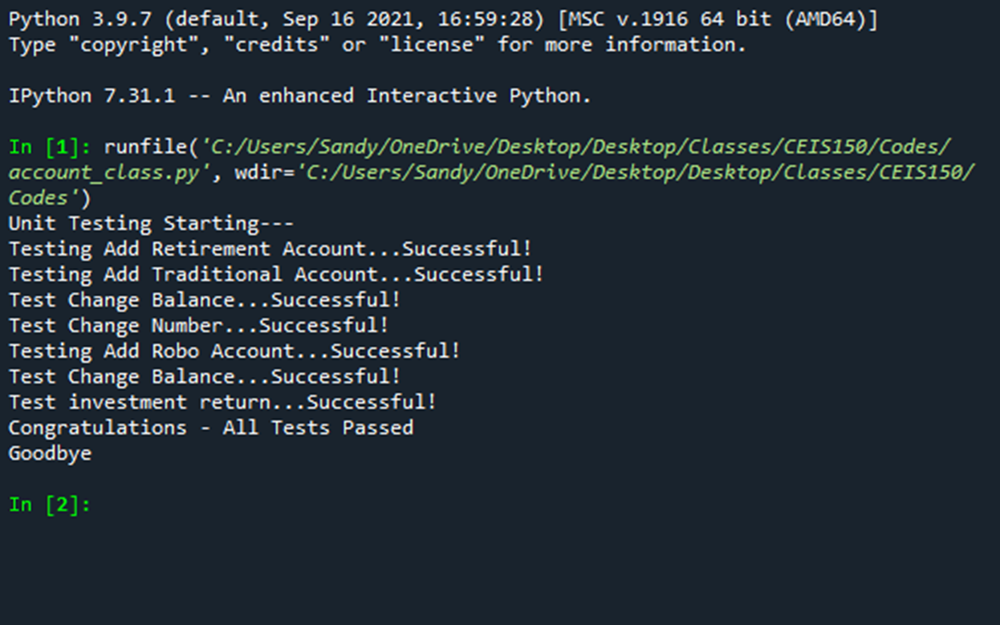 Python 3.9.7 (default, Sep 16 2021, 16:59:28) [MSC v.1916 64 bit (AMD64)]
Type "copyright", "credits" or "license" for more information.
IPython 7.31.1 -- An enhanced Interactive Python.
In [1]: runfile('C:/Users/Sandy/OneDrive/Desktop/Desktop/Classes/CEIS150/Codes/
account_class.py', wdir='C:/Users/Sandy/OneDrive/Desktop/Desktop/Classes/CEIS150/
Codes')
Unit Testing Starting---
Testing Add Retirement Account...Successful!
Testing Add Traditional Account...Successful!
Test Change Balance...Successful!
Test Change Number...Successful!
Testing Add Robo Account...Successful!
Test Change Balance...Successful!
Test investment return...Successful!
Congratulations - All Tests Passed
Goodbye
In [2]: